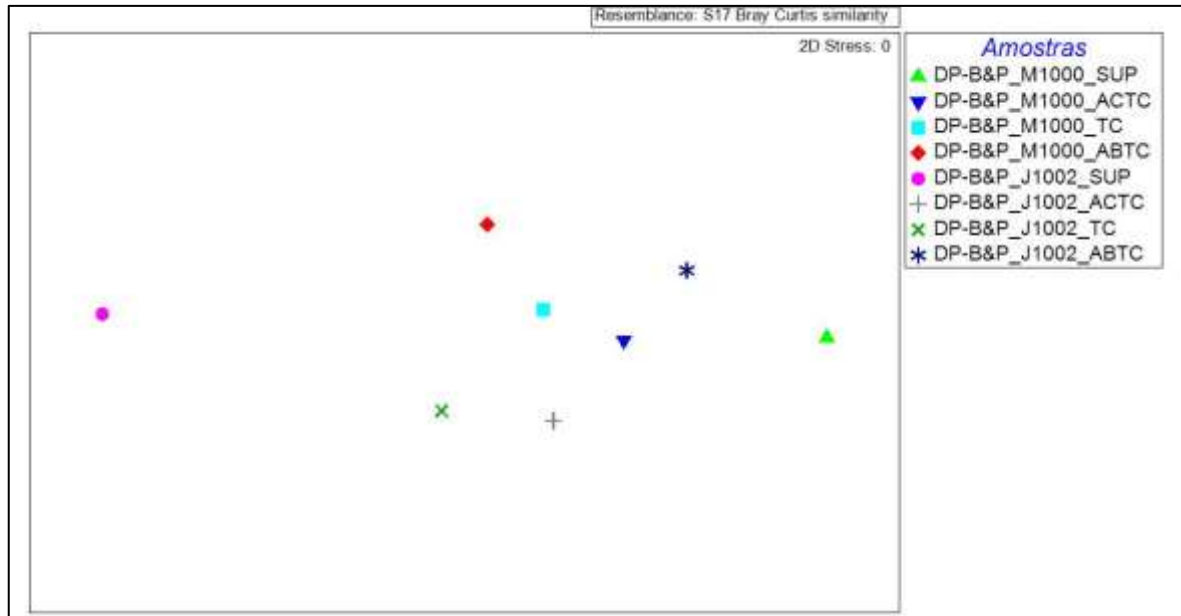 Resemblance: S17 Bray Curtis similarity
2D Stress: 0
Amostras
DP-B&P_M1000_SUP
DP-B&P_M1000_ACTC
DP-B&P_M1000_TC
DP-B&P_M1000_ABTC
DP-B&P_J1002_SUP
DP-B&P_J1002_ACTC
DP-B&P_J1002_TC
DP-B&P_J1002_ABTC